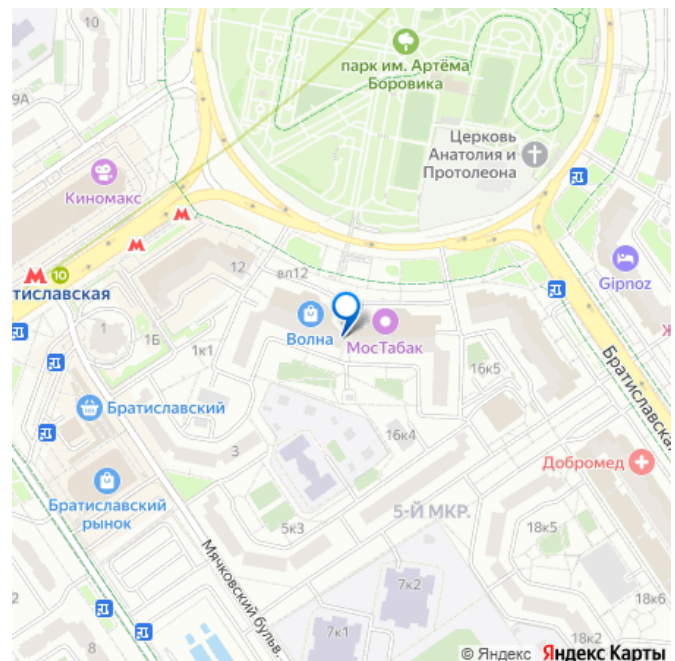 парк им. Артёма
Боровика
9А
Церковь
Анатолия и
Протолеона
Киномакс
М
М
М
10
тиславская
12
вл12
Gipnoz
Ж
Волна
МосТабак
1
1Б
1к1
16к5
Братиславска
Братиславский
3
16к4
Добромед
Братиславский
рынок
5-Й МКР.
5к3
18к5
Мячковский бульв.
7к2
2
18к6
7к1
18к2
8
© Яндекс Яндекс Карты